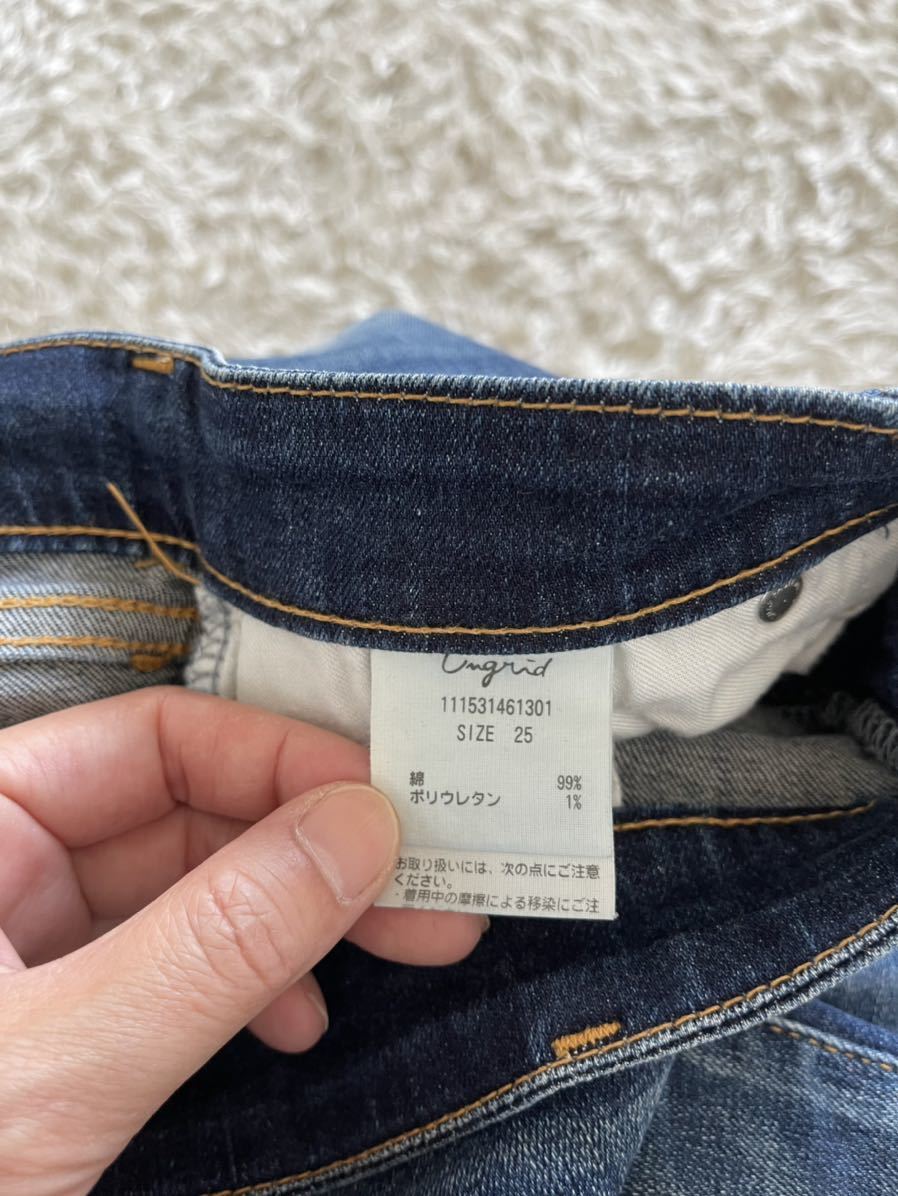 Ungrid
111531461301
SIZE 25
綿 99%
ポリウレタン 1%
お取り扱いには、次の点にご注意
ください。
・着用中の摩擦による移染にご注